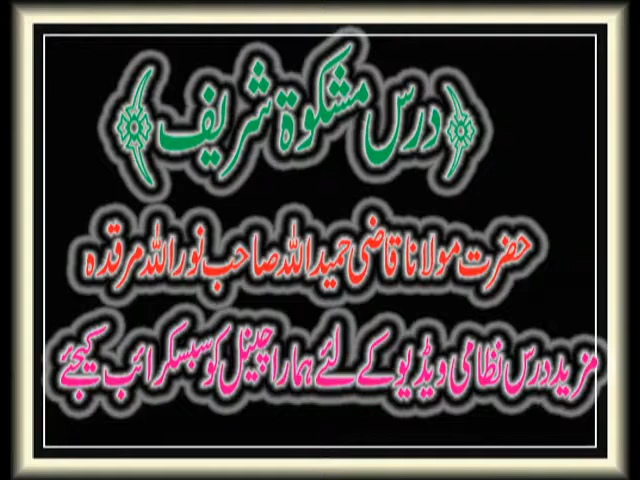 ﴿درس مشکوۃ شریف﴾
حضرت مولانا قاضی حمید اللہ صاحب نور اللہ مرقدہ
مزید درس نظامی ویڈیو کے لئے ہمارا چینل کو سبسکرائب کیجئے